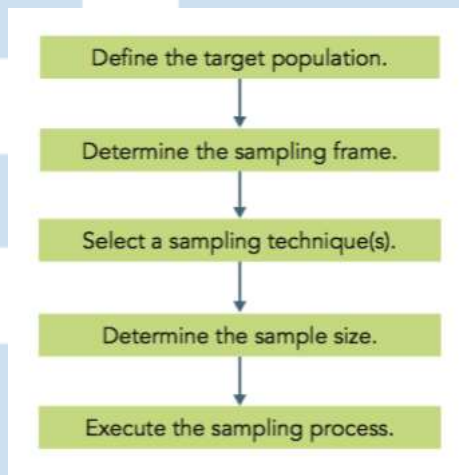 Define the target population.
Determine the sampling frame.
Select a sampling technique(s).
Determine the sample size.
Execute the sampling process.